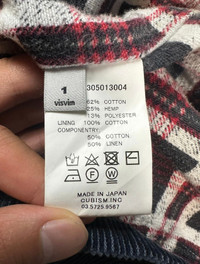 1
visvim
305013004
62% COTTON
25% HEMP
13% POLYESTER
LINING 100% COTTON
COMPONENTRY
50% COTTON
50% LINEN
P
W
MADE IN JAPAN
CUBISM.INC
03.5725.9567